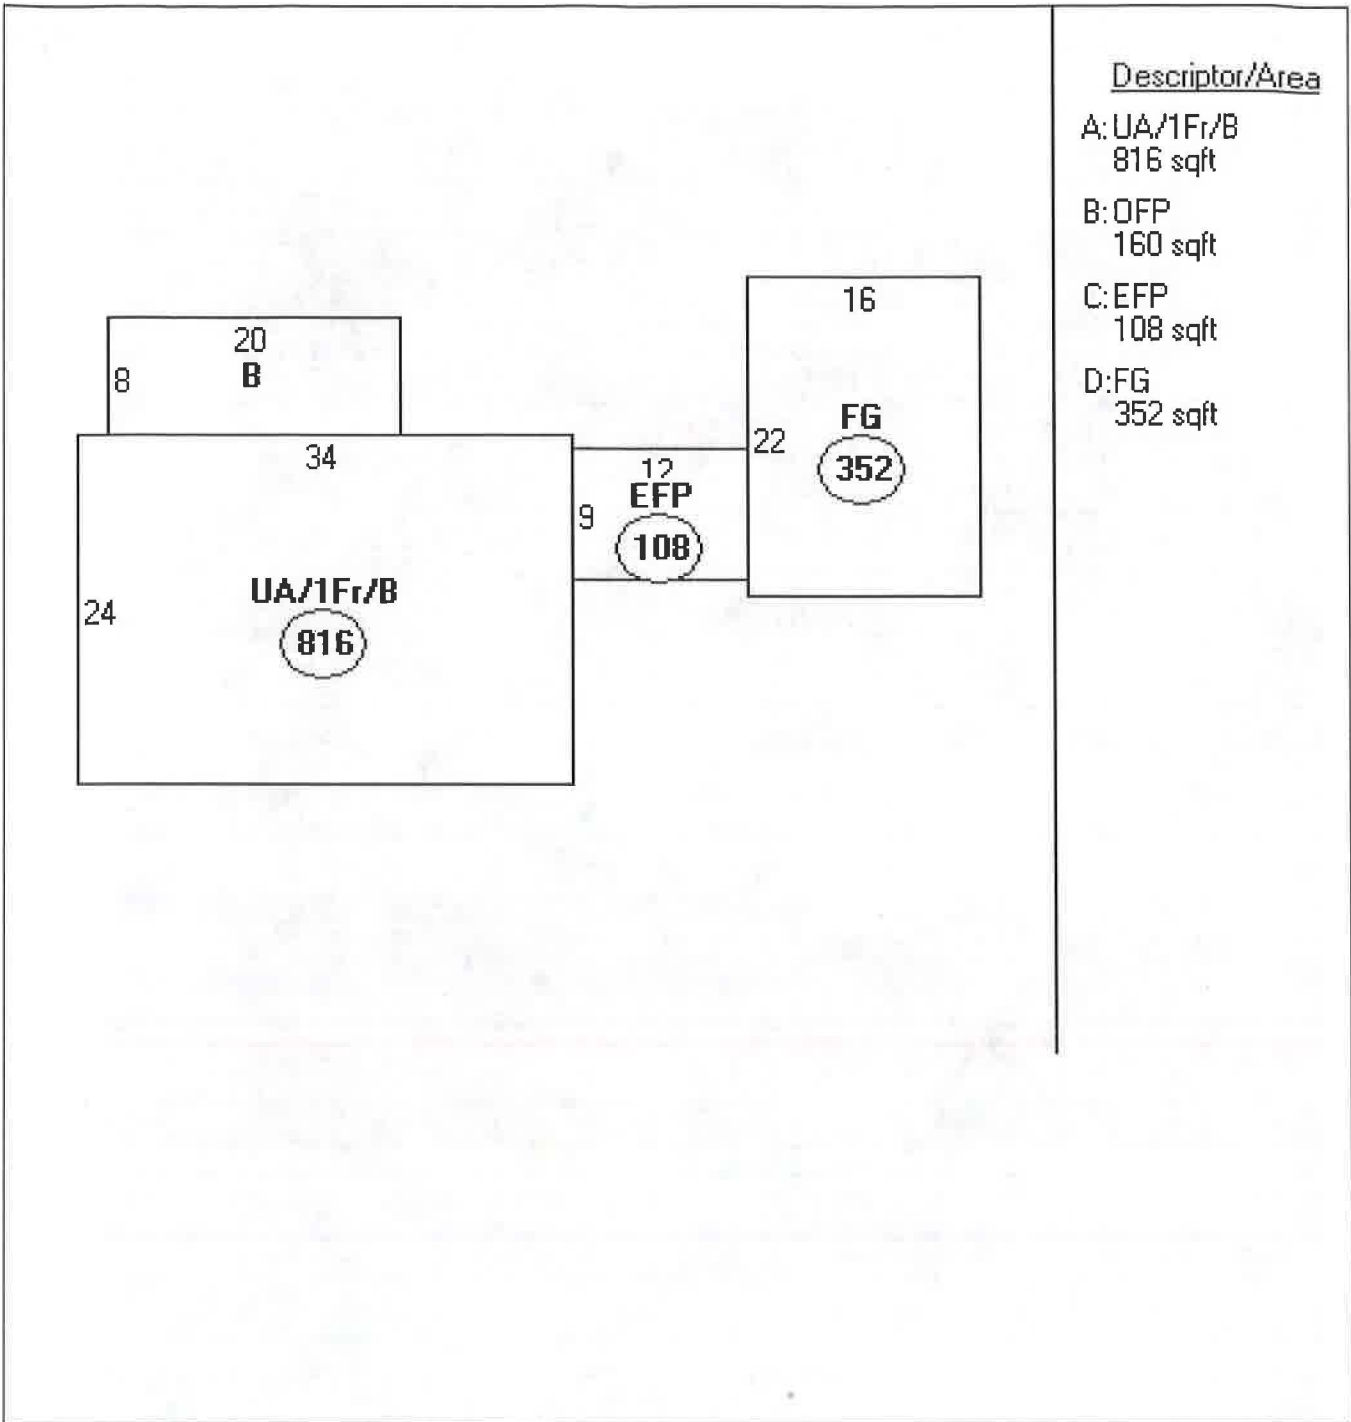 Descriptor/Area
A:UA/1Fr/B
816 sqft
B:OFP
160 sqft
C:EFP
108 sqft
D:FG
352 sqft
16
20
8
B
FG
22
352
34
12
EFP
9
108
UA/1Fr/B
24
816